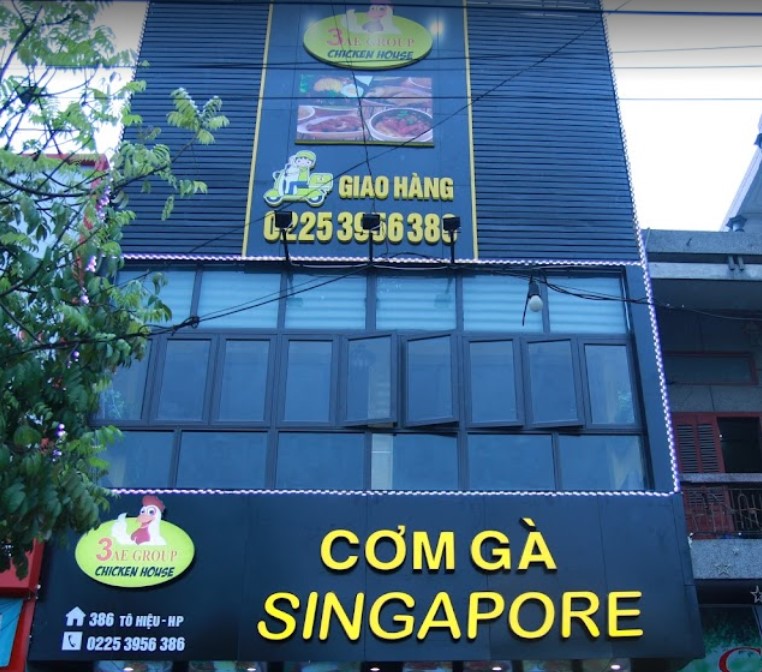 3AE GROUP
CHICKEN HOUSE
GIAO HÀNG
0225 3956 386
3AE GROUP
CHICKEN HOUSE
386 TÔ HIỆU - HP
0225 3956 386
CƠM GÀ
SINGAPORE